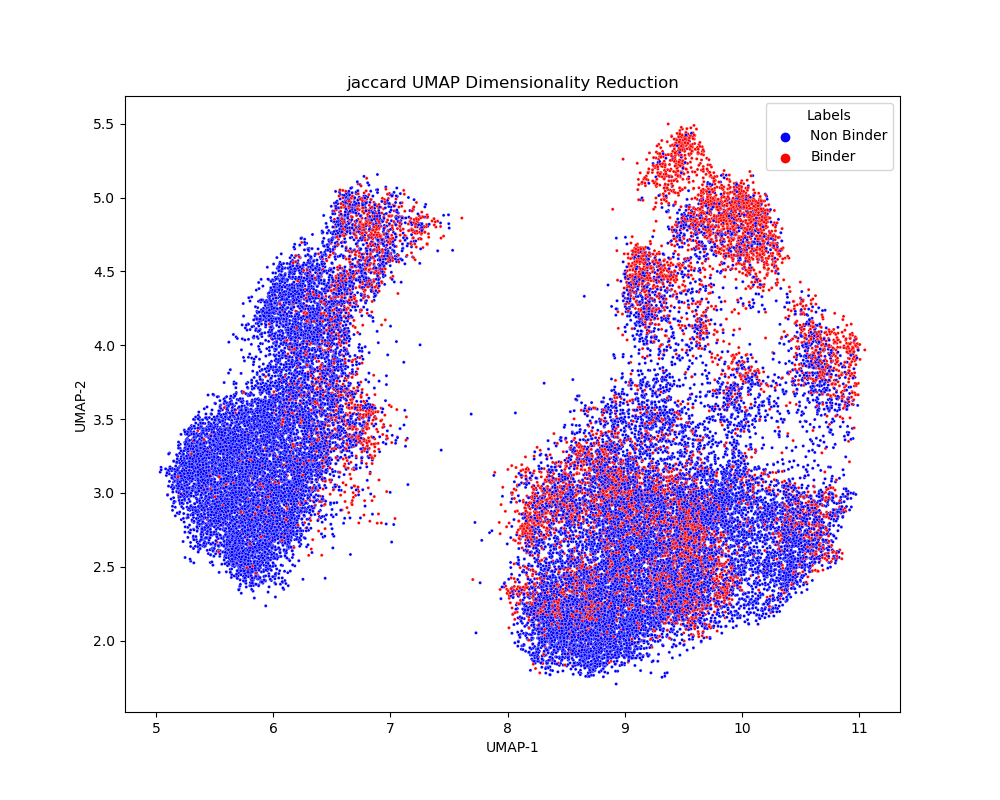 jaccard UMAP Dimensionality Reduction
Labels
Non Binder
Binder
5.5
5.0
4.5
4.0
3.5
3.0
2.5
2.0
UMAP-2
5 6 7 8 9 10 11
UMAP-1